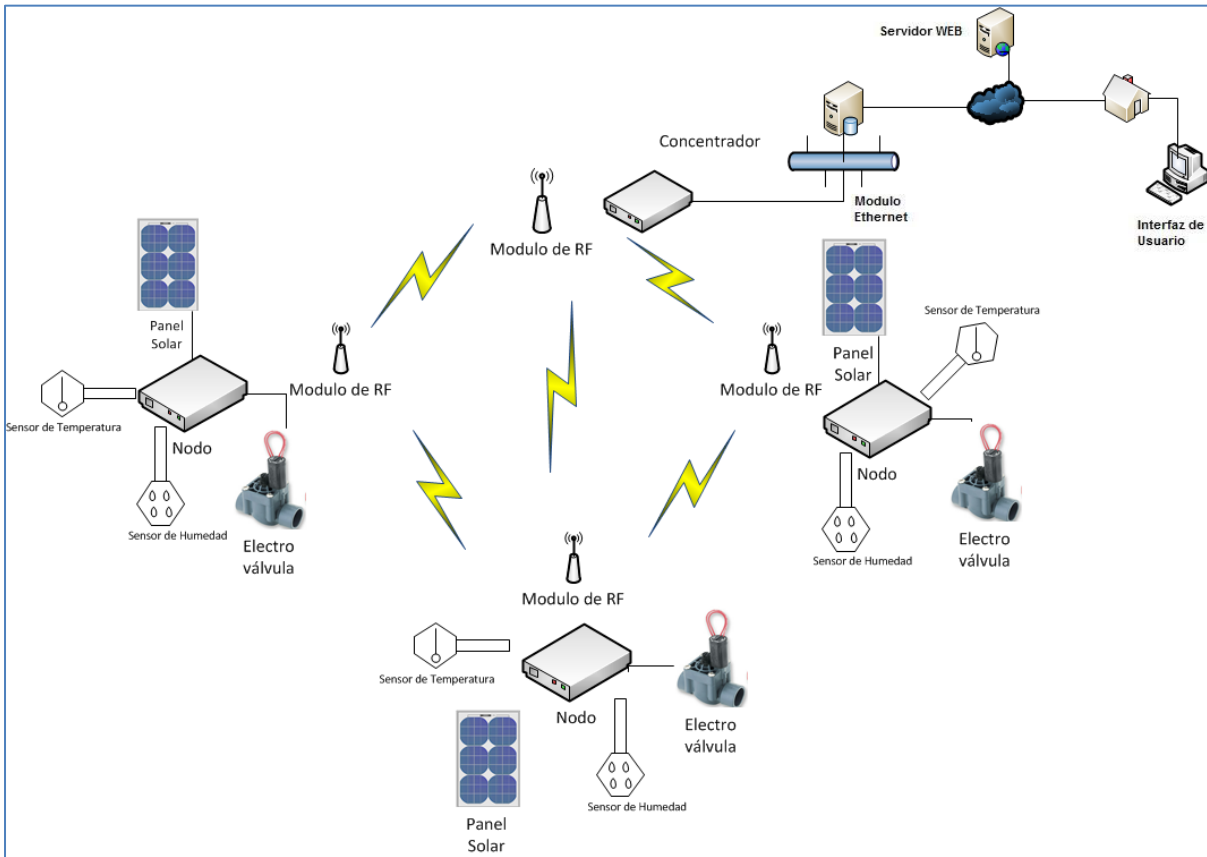 Servidor WEB
Concentrador
Modulo
Ethernet
Interfaz de
Usuario
Modulo de RF
Panel
Solar
Modulo de RF
Sensor de Temperatura
Nodo
Sensor de Humedad
Electro
válvula
Sensor de Temperatura
Panel
Solar
Modulo de RF
Nodo
Sensor de Humedad
Electro
válvula
Modulo de RF
Sensor de Temperatura
Nodo
Electro
válvula
Sensor de Humedad
Panel
Solar